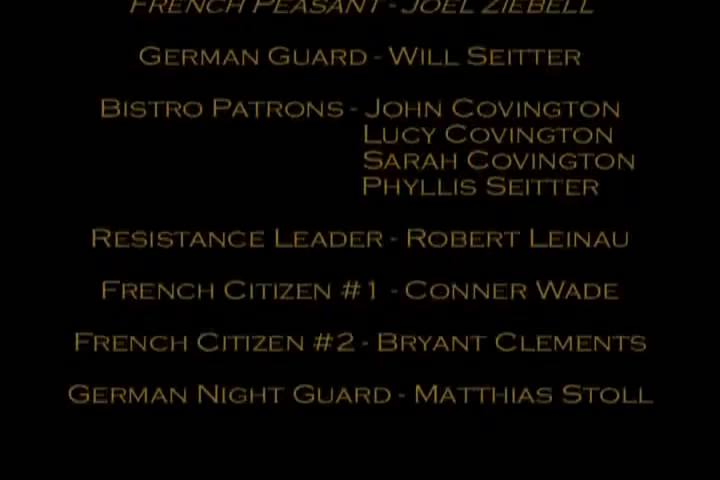 French Peasant - Joel Ziebell
German Guard - Will Seitter
Bistro Patrons - John Covington
Lucy Covington
Sarah Covington
Phyllis Seitter
Resistance Leader - Robert Leinau
French Citizen #1 - Conner Wade
French Citizen #2 - Bryant Clements
German Night Guard - Matthias Stoll